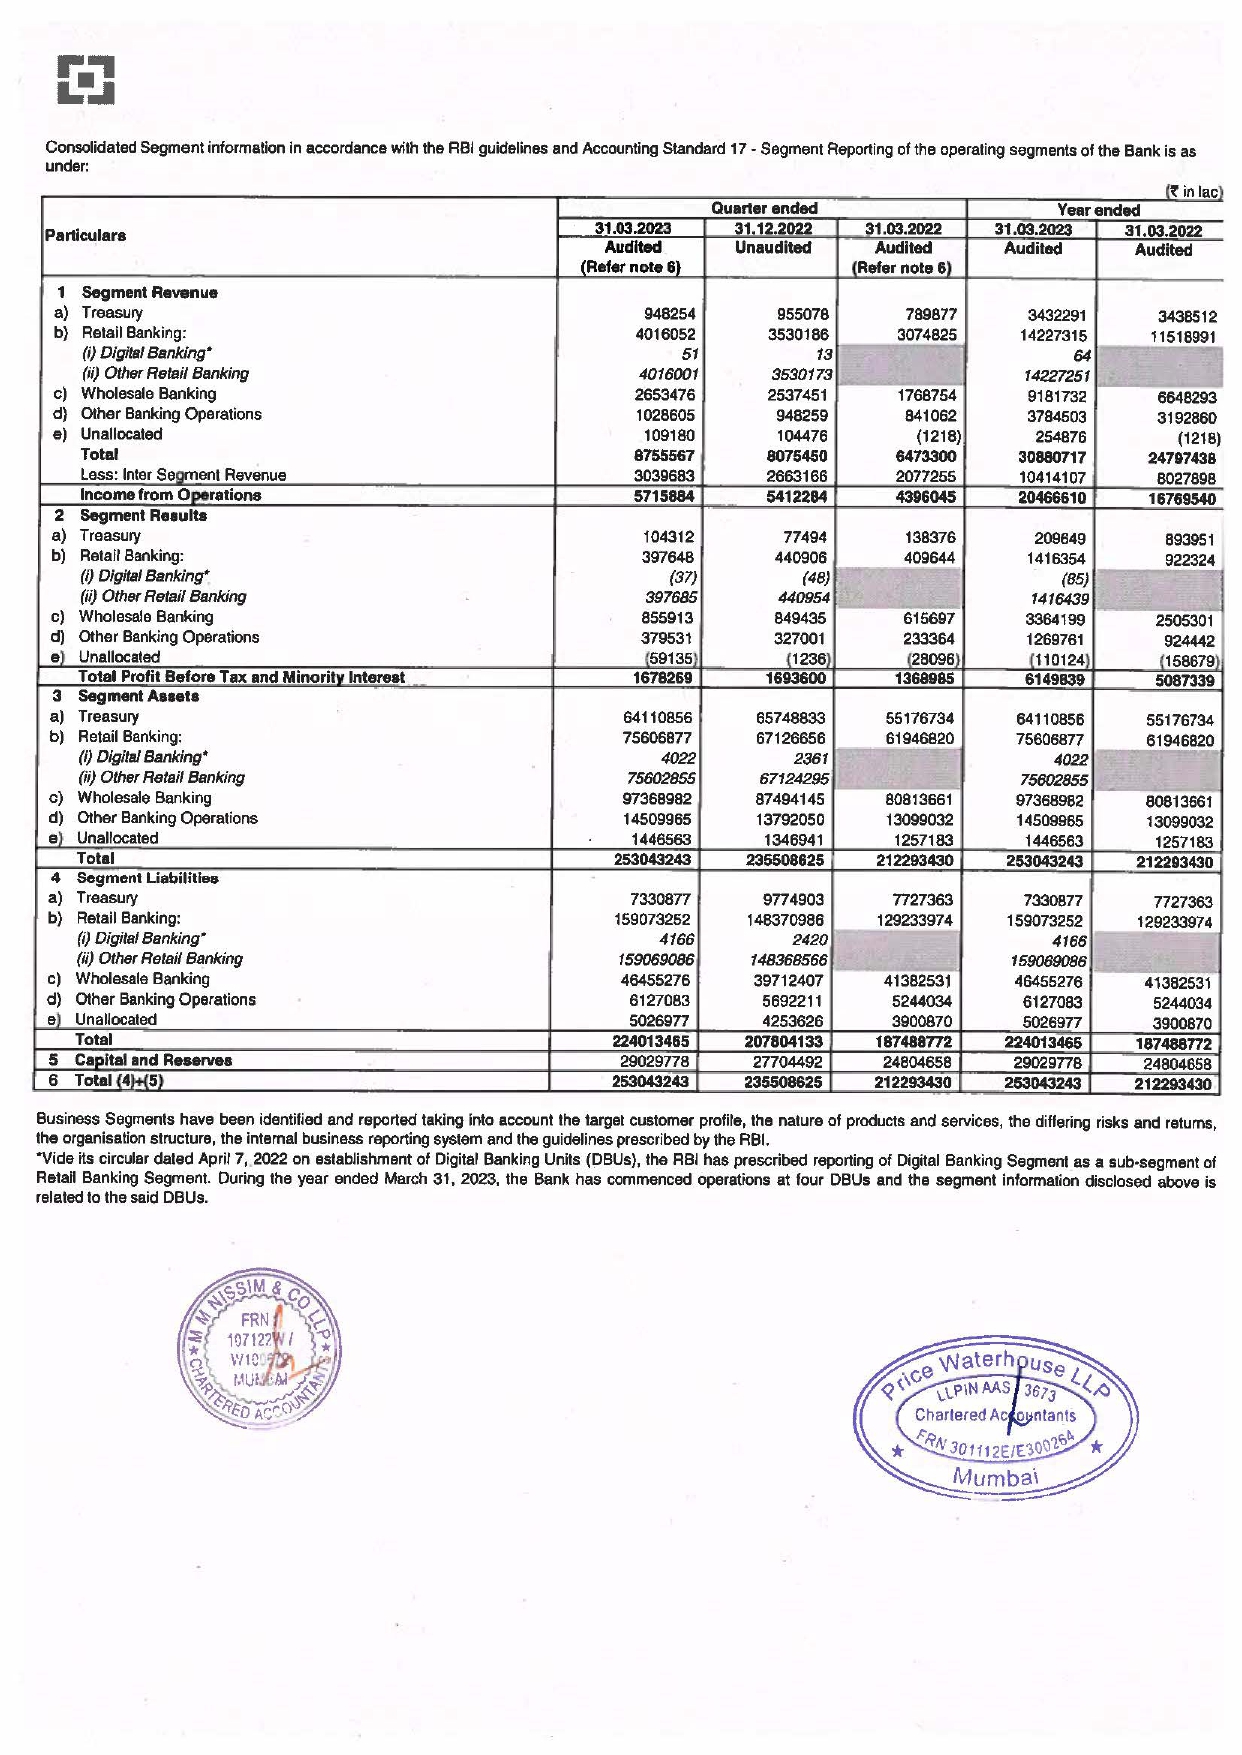 Consolidated Segment information in accordance with the RBI guidelines and Accounting Standard 17 - Segment Reporting of the operating segments of the Bank is as
under:
(₹ in lac)
Particulars Quarter ended Year ended
31.03.2023 31.12.2022 31.03.2022 31.03.2023 31.03.2022
Audited Unaudited Audited Audited Audited
(Refer note 6) (Refer note 6)
1 Segment Revenue
a) Treasury 948254 955078 789877 3432291 3438512
b) Retail Banking: 4016052 3530186 3074825 14227315 11518991
(i) Digital Banking* 51 13 64
(ii) Other Retail Banking 4016001 3530173 14227251
c) Wholesale Banking 2653476 2537451 1768754 9181732 6648293
d) Other Banking Operations 1028605 948259 841062 3784503 3192860
e) Unallocated 109180 104476 (1218) 254876 (1218)
Total 8755567 8075450 6473300 30880717 24797438
Less: Inter Segment Revenue 3039683 2663166 2077255 10414107 8027898
Income from Operations 5715884 5412284 4396045 20466610 16769540
2 Segment Results
a) Treasury 104312 77494 138376 209649 893951
b) Retail Banking: 397648 440906 409644 1416354 922324
(i) Digital Banking* (37) (48) (85)
(ii) Other Retail Banking 397685 440954 1416439
c) Wholesale Banking 855913 849435 615697 3364199 2505301
d) Other Banking Operations 379531 327001 233364 1269761 924442
e) Unallocated (59135) (1236) (28096) (110124) (158679)
Total Profit Before Tax and Minority Interest 1678269 1693600 1368985 6149839 5087339
3 Segment Assets
a) Treasury 64110856 65748833 55176734 64110856 55176734
b) Retail Banking: 75606877 67126656 61946820 75606877 61946820
(i) Digital Banking* 4022 2361 4022
(ii) Other Retail Banking 75602855 67124295 75602855
c) Wholesale Banking 97368982 87494145 80813661 97368982 80813661
d) Other Banking Operations 14509965 13792050 13099032 14509965 13099032
e) Unallocated 1446563 1346941 1257183 1446563 1257183
Total 253043243 235508625 212293430 253043243 212293430
4 Segment Liabilities
a) Treasury 7330877 9774903 7727363 7330877 7727363
b) Retail Banking: 159073252 148370986 129233974 159073252 129233974
(i) Digital Banking* 4166 2420 4166
(ii) Other Retail Banking 159069086 148368566 159069086
c) Wholesale Banking 46455276 39712407 41382531 46455276 41382531
d) Other Banking Operations 6127083 5692211 5244034 6127083 5244034
e) Unallocated 5026977 4253626 3900870 5026977 3900870
Total 224013465 207804133 187488772 224013465 187488772
5 Capital and Reserves 29029778 27704492 24804658 29029778 24804658
6 Total (4)+(5) 253043243 235508625 212293430 253043243 212293430
Business Segments have been identified and reported taking into account the target customer profile, the nature of products and services, the differing risks and returns,
the organisation structure, the internal business reporting system and the guidelines prescribed by the RBI.
*Vide its circular dated April 7, 2022 on establishment of Digital Banking Units (DBUs), the RBI has prescribed reporting of Digital Banking Segment as a sub-segment of
Retail Banking Segment. During the year ended March 31, 2023, the Bank has commenced operations at four DBUs and the segment information disclosed above is
related to the said DBUs.
M M NISSIM & CO LLP
FRN
107122W /
MUMBAI
CHARTERED ACCOUNTANTS
Price Waterhouse LLP
LLPIN AAS 3673
Chartered Accountants
FRN 301112E/E300264
Mumbai